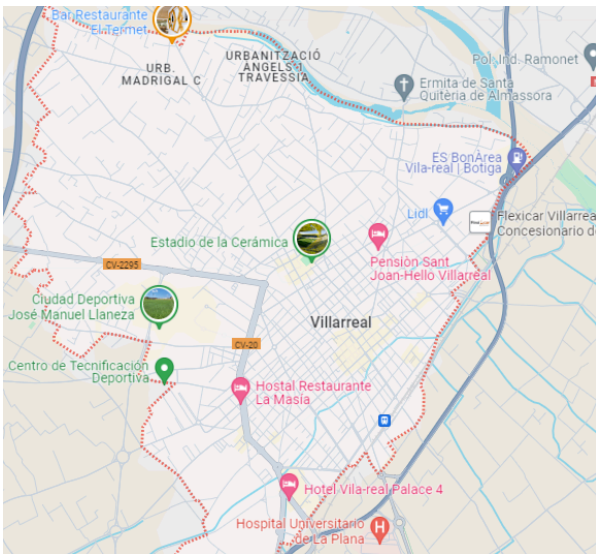 Bar Restaurante
El Termet
URB.
MADRIGAL C
URBANITZACIÓ
ÀNGELS I
TRAVESSIA
Pol. Ind. Ramonet
Ermita de Santa
Quitèria de Almassora
ES BonÀrea
Vila-real | Botiga
Lidl
Flexicar Villarrea
Concesionario d
Estadio de la Cerámica
Pensión Sant
Joan-Hello Villarreal
CV-2295
Ciudad Deportiva
José Manuel Llaneza
Villarreal
CV-20
Centro de Tecnificación
Deportiva
Hostal Restaurante
La Masía
Hotel Vila-real Palace 4
Hospital Universitario
de La Plana
H